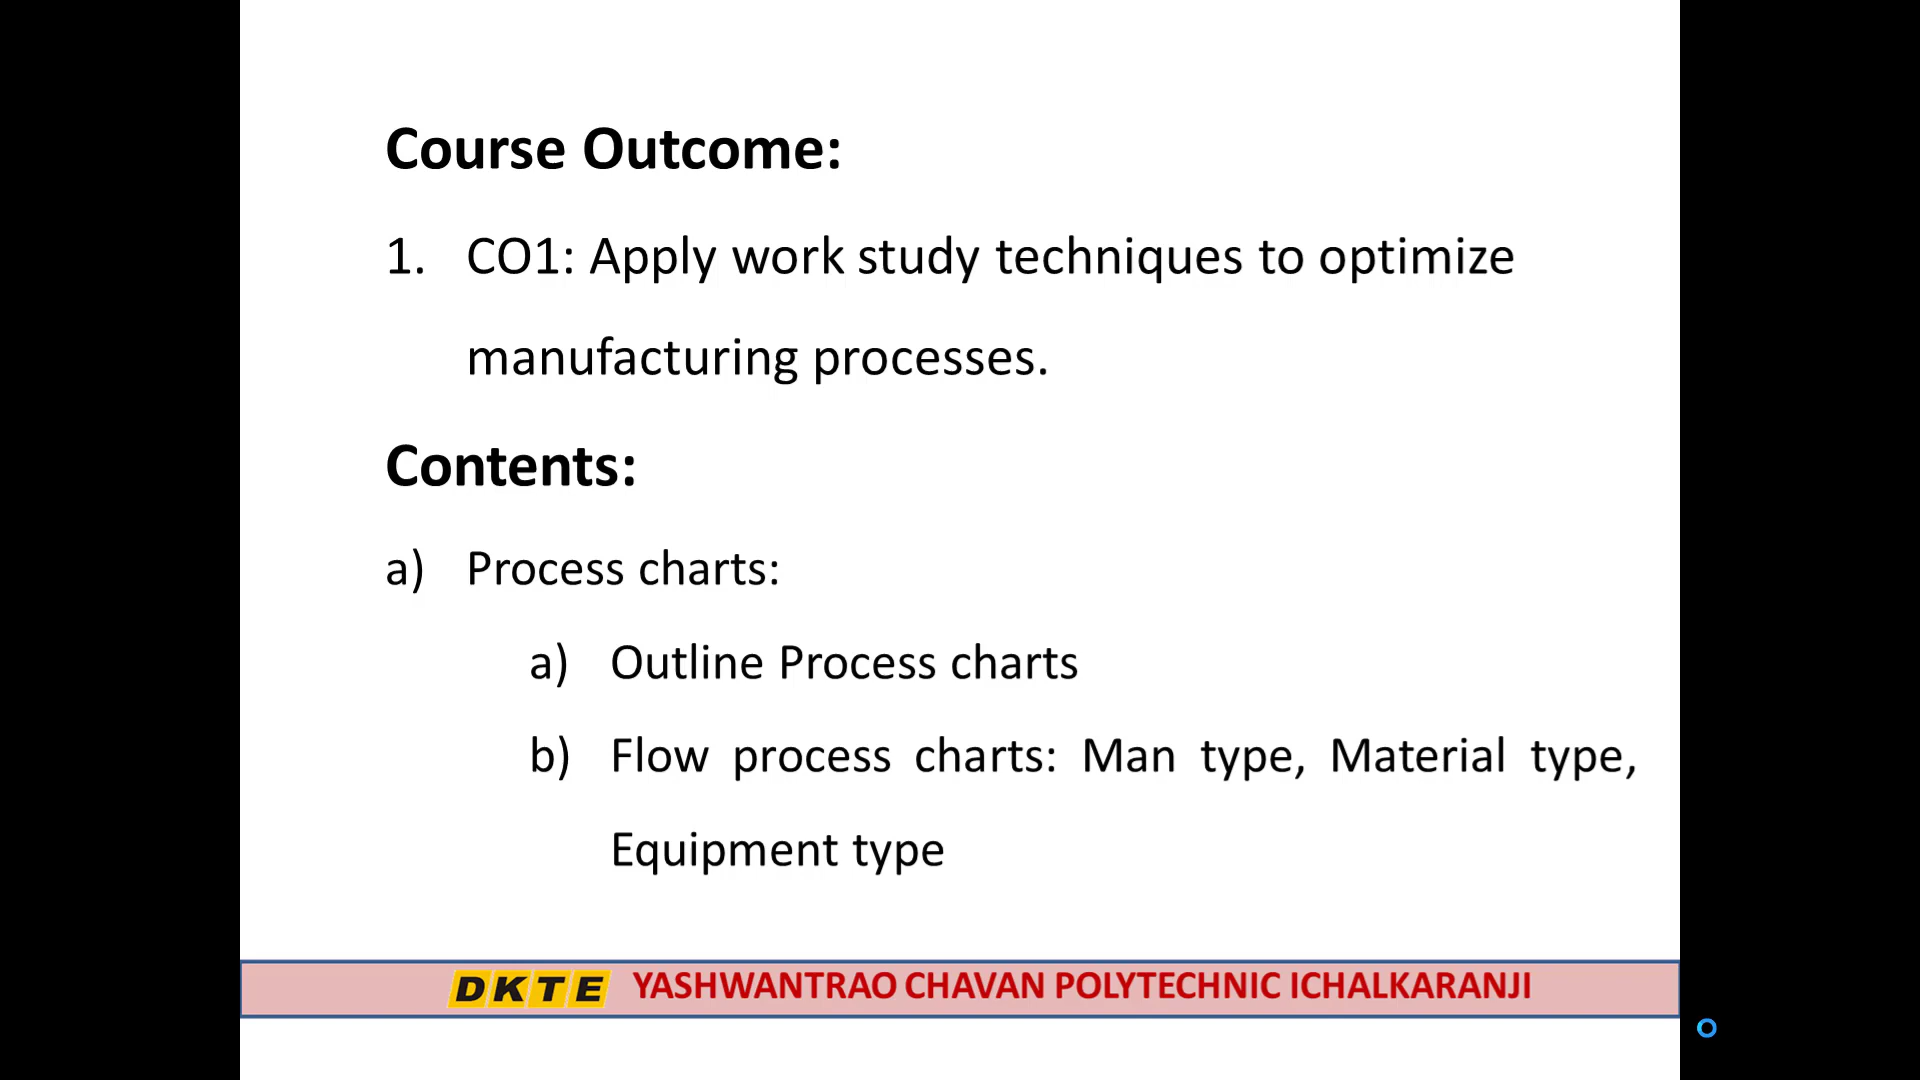 Course Outcome:
1. CO1: Apply work study techniques to optimize
manufacturing processes.
Contents:
a) Process charts:
a) Outline Process charts
b) Flow process charts: Man type, Material type,
Equipment type
DKTE YASHWANTRAO CHAVAN POLYTECHNIC ICHALKARANJI